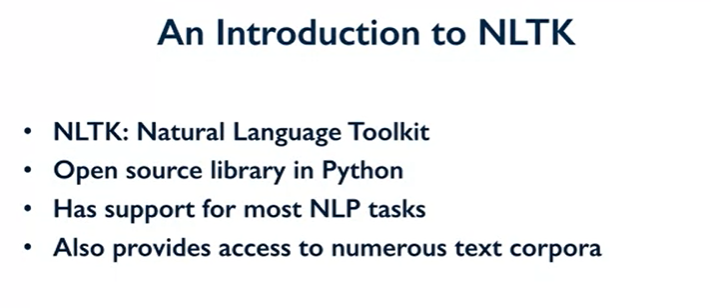 An Introduction to NLTK
• NLTK: Natural Language Toolkit
• Open source library in Python
• Has support for most NLP tasks
• Also provides access to numerous text corpora